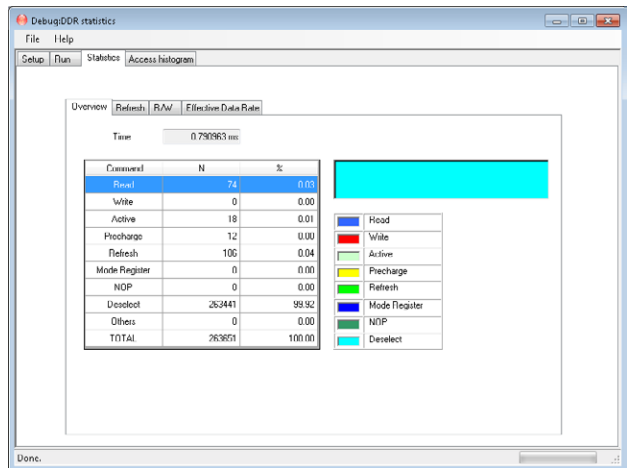 Debug:DDR statistics
File Help
Setup Run Statistics Access histogram
Overview Refresh R/W Effective Data Rate
Time 0.790963 ms
Command N %
Read 74 0.03
Write 0 0.00
Active 18 0.01
Precharge 12 0.00
Refresh 106 0.04
Mode Register 0 0.00
NOP 0 0.00
Deselect 263441 99.92
Others 0 0.00
TOTAL 263651 100.00
Read
Write
Active
Precharge
Refresh
Mode Register
NOP
Deselect
Done.